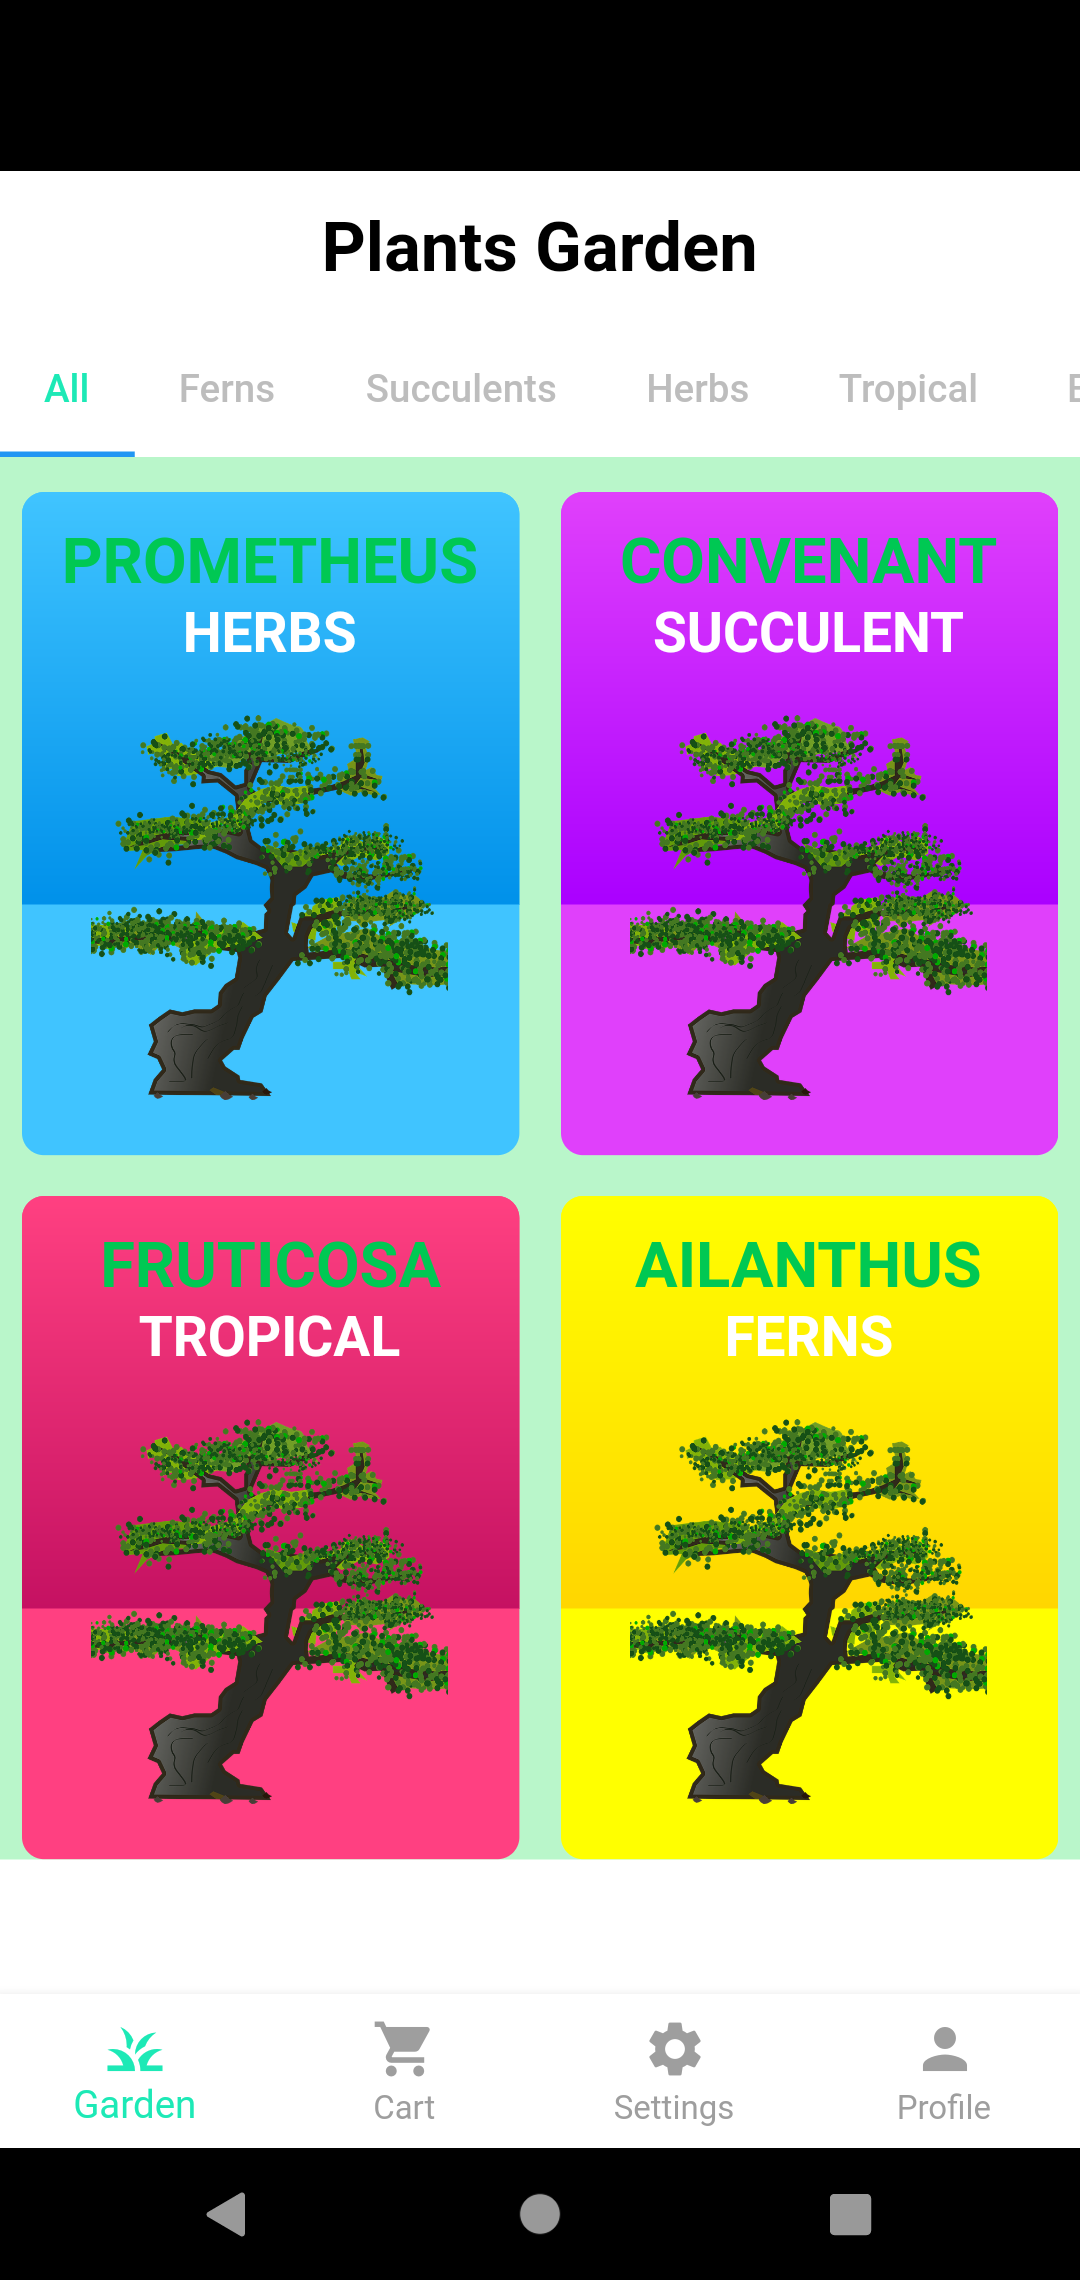 Plants Garden
All Ferns Succulents Herbs Tropical
PROMETHEUS
HERBS
CONVENANT
SUCCULENT
FRUTICOSA
TROPICAL
AILANTHUS
FERNS
Garden Cart Settings Profile